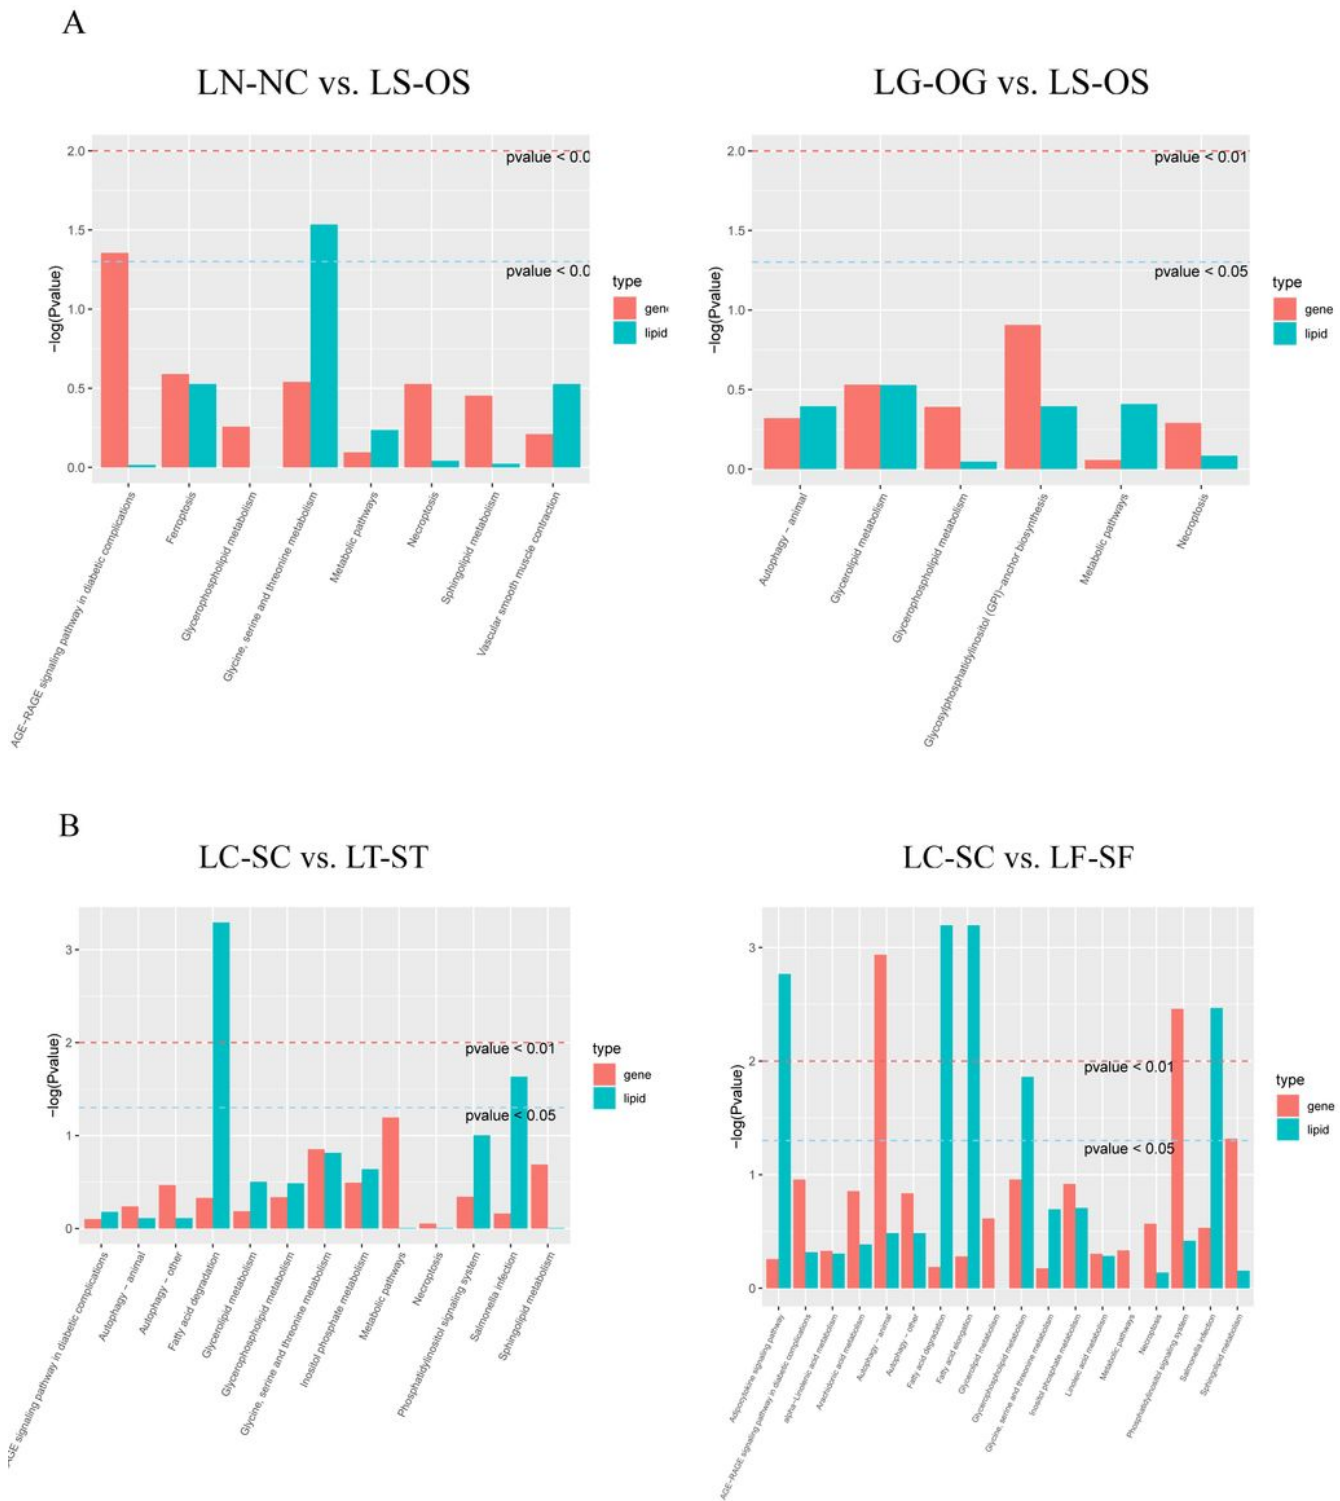 A
LN-NC vs. LS-OS
LG-OG vs. LS-OS
2.0
1.5
1.0
0.5
0.0
−log(Pvalue)
pvalue < 0.0
pvalue < 0.0
type
gen
lipid
AGE−RAGE signaling pathway in diabetic complications
Ferroptosis
Glycerophospholipid metabolism
Glycine, serine and threonine metabolism
Metabolic pathways
Necroptosis
Sphingolipid metabolism
Vascular smooth muscle contraction
2.0
1.5
1.0
0.5
0.0
−log(Pvalue)
pvalue < 0.01
pvalue < 0.05
type
gene
lipid
Autophagy − animal
Glycerolipid metabolism
Glycerophospholipid metabolism
Glycosylphosphatidylinositol (GPI)−anchor biosynthesis
Metabolic pathways
Necroptosis
B
LC-SC vs. LT-ST
LC-SC vs. LF-SF
3
2
1
0
−log(Pvalue)
pvalue < 0.01
pvalue < 0.05
type
gene
lipid
AGE signaling pathway in diabetic complications
Autophagy − animal
Autophagy − other
Fatty acid degradation
Glycerolipid metabolism
Glycerophospholipid metabolism
Glycine, serine and threonine metabolism
Inositol phosphate metabolism
Metabolic pathways
Necroptosis
Phosphatidylinositol signaling system
Salmonella infection
Sphingolipid metabolism
3
2
1
0
−log(Pvalue)
pvalue < 0.01
pvalue < 0.05
type
gene
lipid
Adipocytokine signaling pathway
AGE−RAGE signaling pathway in diabetic complications
alpha−Linolenic acid metabolism
Arachidonic acid metabolism
Autophagy − animal
Autophagy − other
Fatty acid degradation
Fatty acid elongation
Glycerolipid metabolism
Glycerophospholipid metabolism
Glycine, serine and threonine metabolism
Inositol phosphate metabolism
Linoleic acid metabolism
Metabolic pathways
Necroptosis
Phosphatidylinositol signaling system
Salmonella infection
Sphingolipid metabolism